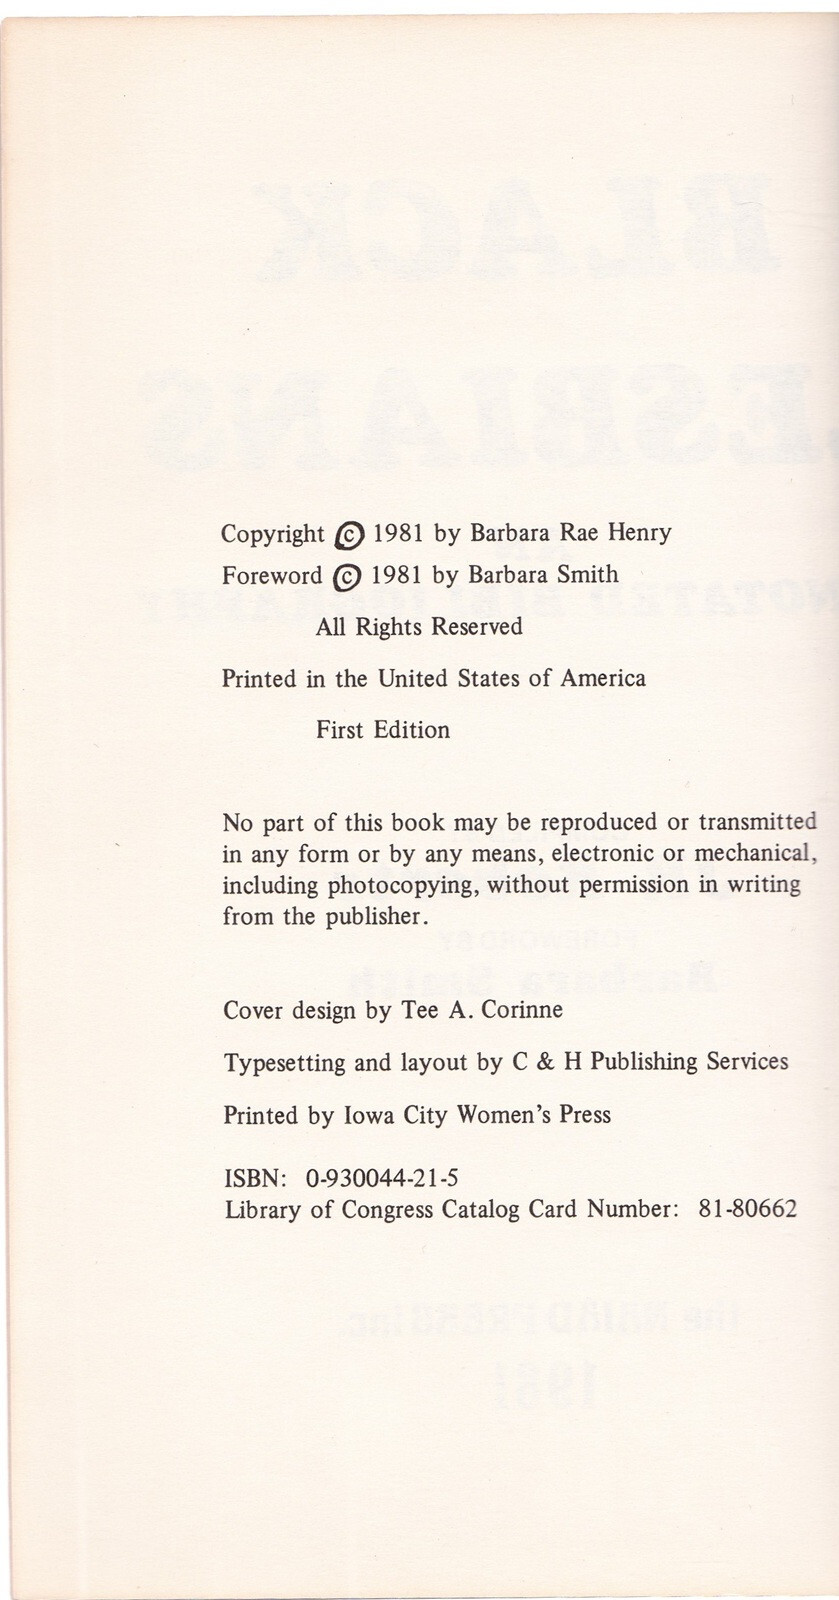 Copyright © 1981 by Barbara Rae Henry
Foreword © 1981 by Barbara Smith
All Rights Reserved
Printed in the United States of America
First Edition
No part of this book may be reproduced or transmitted
in any form or by any means, electronic or mechanical,
including photocopying, without permission in writing
from the publisher.
Cover design by Tee A. Corinne
Typesetting and layout by C & H Publishing Services
Printed by Iowa City Women's Press
ISBN: 0-930044-21-5
Library of Congress Catalog Card Number: 81-80662